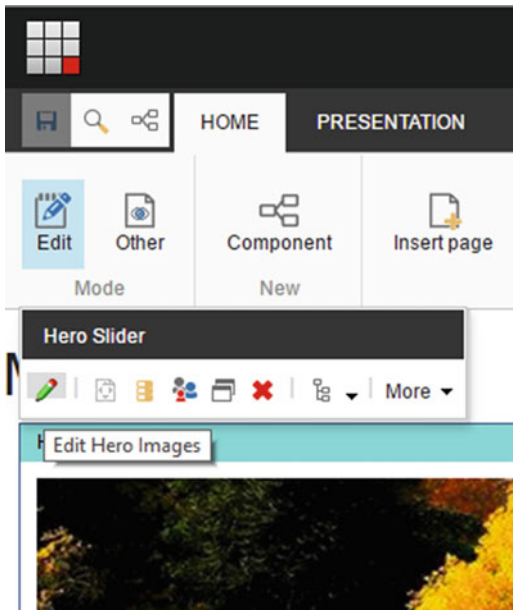 HOME PRESENTATION
Edit Other Component Insert page
Mode New
Hero Slider
More
Edit Hero Images